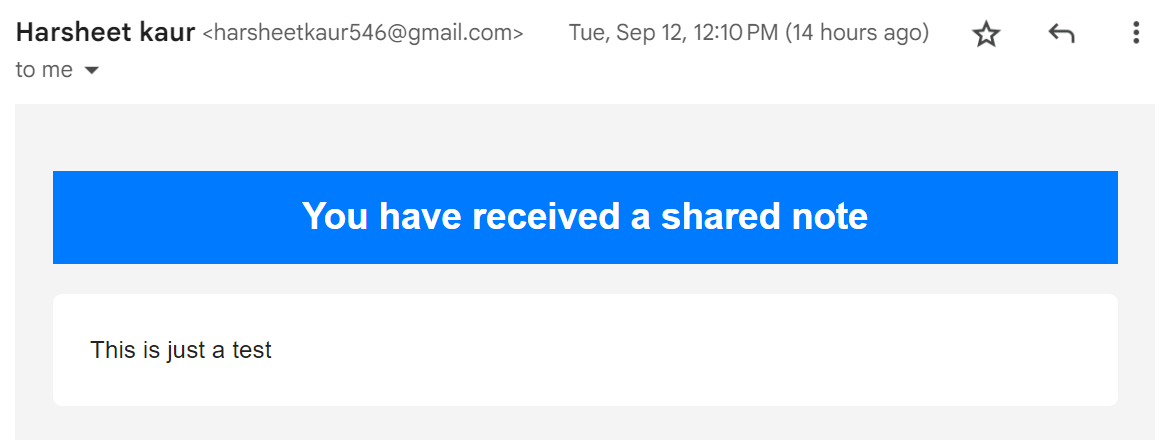 Harsheet kaur <harsheetkaur546@gmail.com> Tue, Sep 12, 12:10 PM (14 hours ago)
to me
You have received a shared note
This is just a test